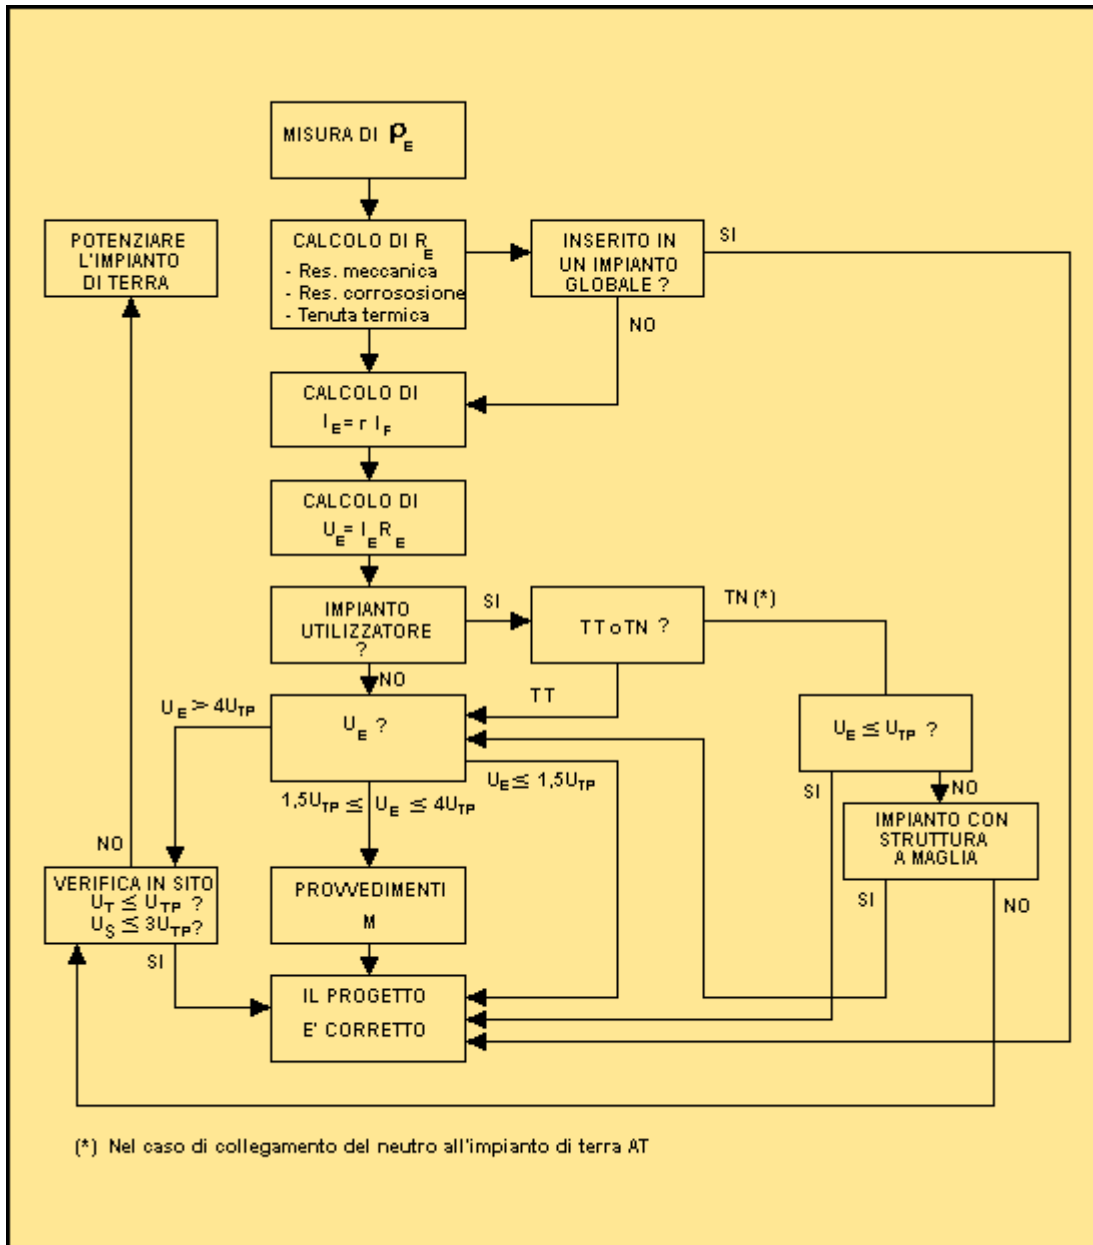 MISURA DI ρE
POTENZIARE
L'IMPIANTO
DI TERRA
CALCOLO DI RE
- Res. meccanica
- Res. corrososione
- Tenuta termica
INSERITO IN
UN IMPIANTO
GLOBALE ?
SI
NO
CALCOLO DI
IE = r IF
CALCOLO DI
UE = IE RE
IMPIANTO
UTILIZZATORE
?
SI
TT o TN ?
TN (*)
NO
TT
UE > 4UTP
UE ?
UE ≤ UTP ?
1,5UTP ≤ UE ≤ 4UTP
UE ≤ 1,5UTP
SI
NO
IMPIANTO CON
STRUTTURA
A MAGLIA
NO
VERIFICA IN SITO
UT ≤ UTP ?
US ≤ 3UTP?
PROVVEDIMENTI
M
SI
NO
SI
IL PROGETTO
E' CORRETTO
(*) Nel caso di collegamento del neutro all'impianto di terra AT